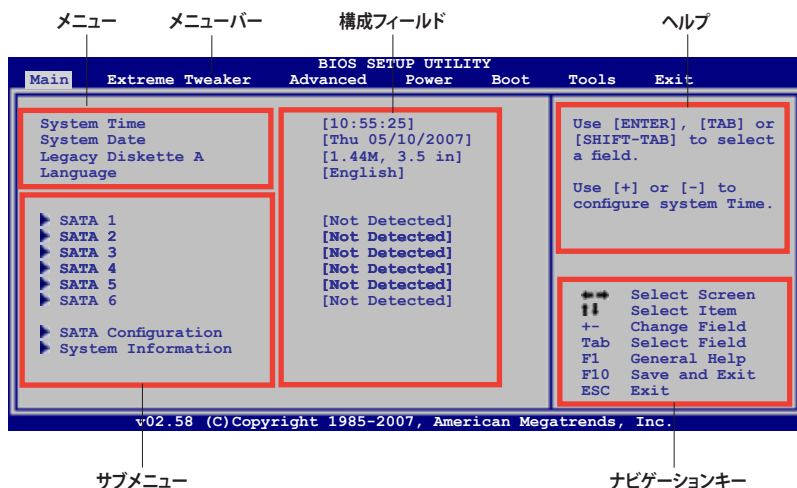 メニュー メニューバー 構成フィールド ヘルプ
BIOS SETUP UTILITY
Main Extreme Tweaker Advanced Power Boot Tools Exit
System Time [10:55:25]
System Date [Thu 05/10/2007]
Legacy Diskette A [1.44M, 3.5 in]
Language [English]
SATA 1 [Not Detected]
SATA 2 [Not Detected]
SATA 3 [Not Detected]
SATA 4 [Not Detected]
SATA 5 [Not Detected]
SATA 6 [Not Detected]
SATA Configuration
System Information
Use [ENTER], [TAB] or
[SHIFT-TAB] to select
a field.
Use [+] or [-] to
configure system Time.
Select Screen
Select Item
+- Change Field
Tab Select Field
F1 General Help
F10 Save and Exit
ESC Exit
v02.58 (C)Copyright 1985-2007, American Megatrends, Inc.
サブメニュー ナビゲーションキー